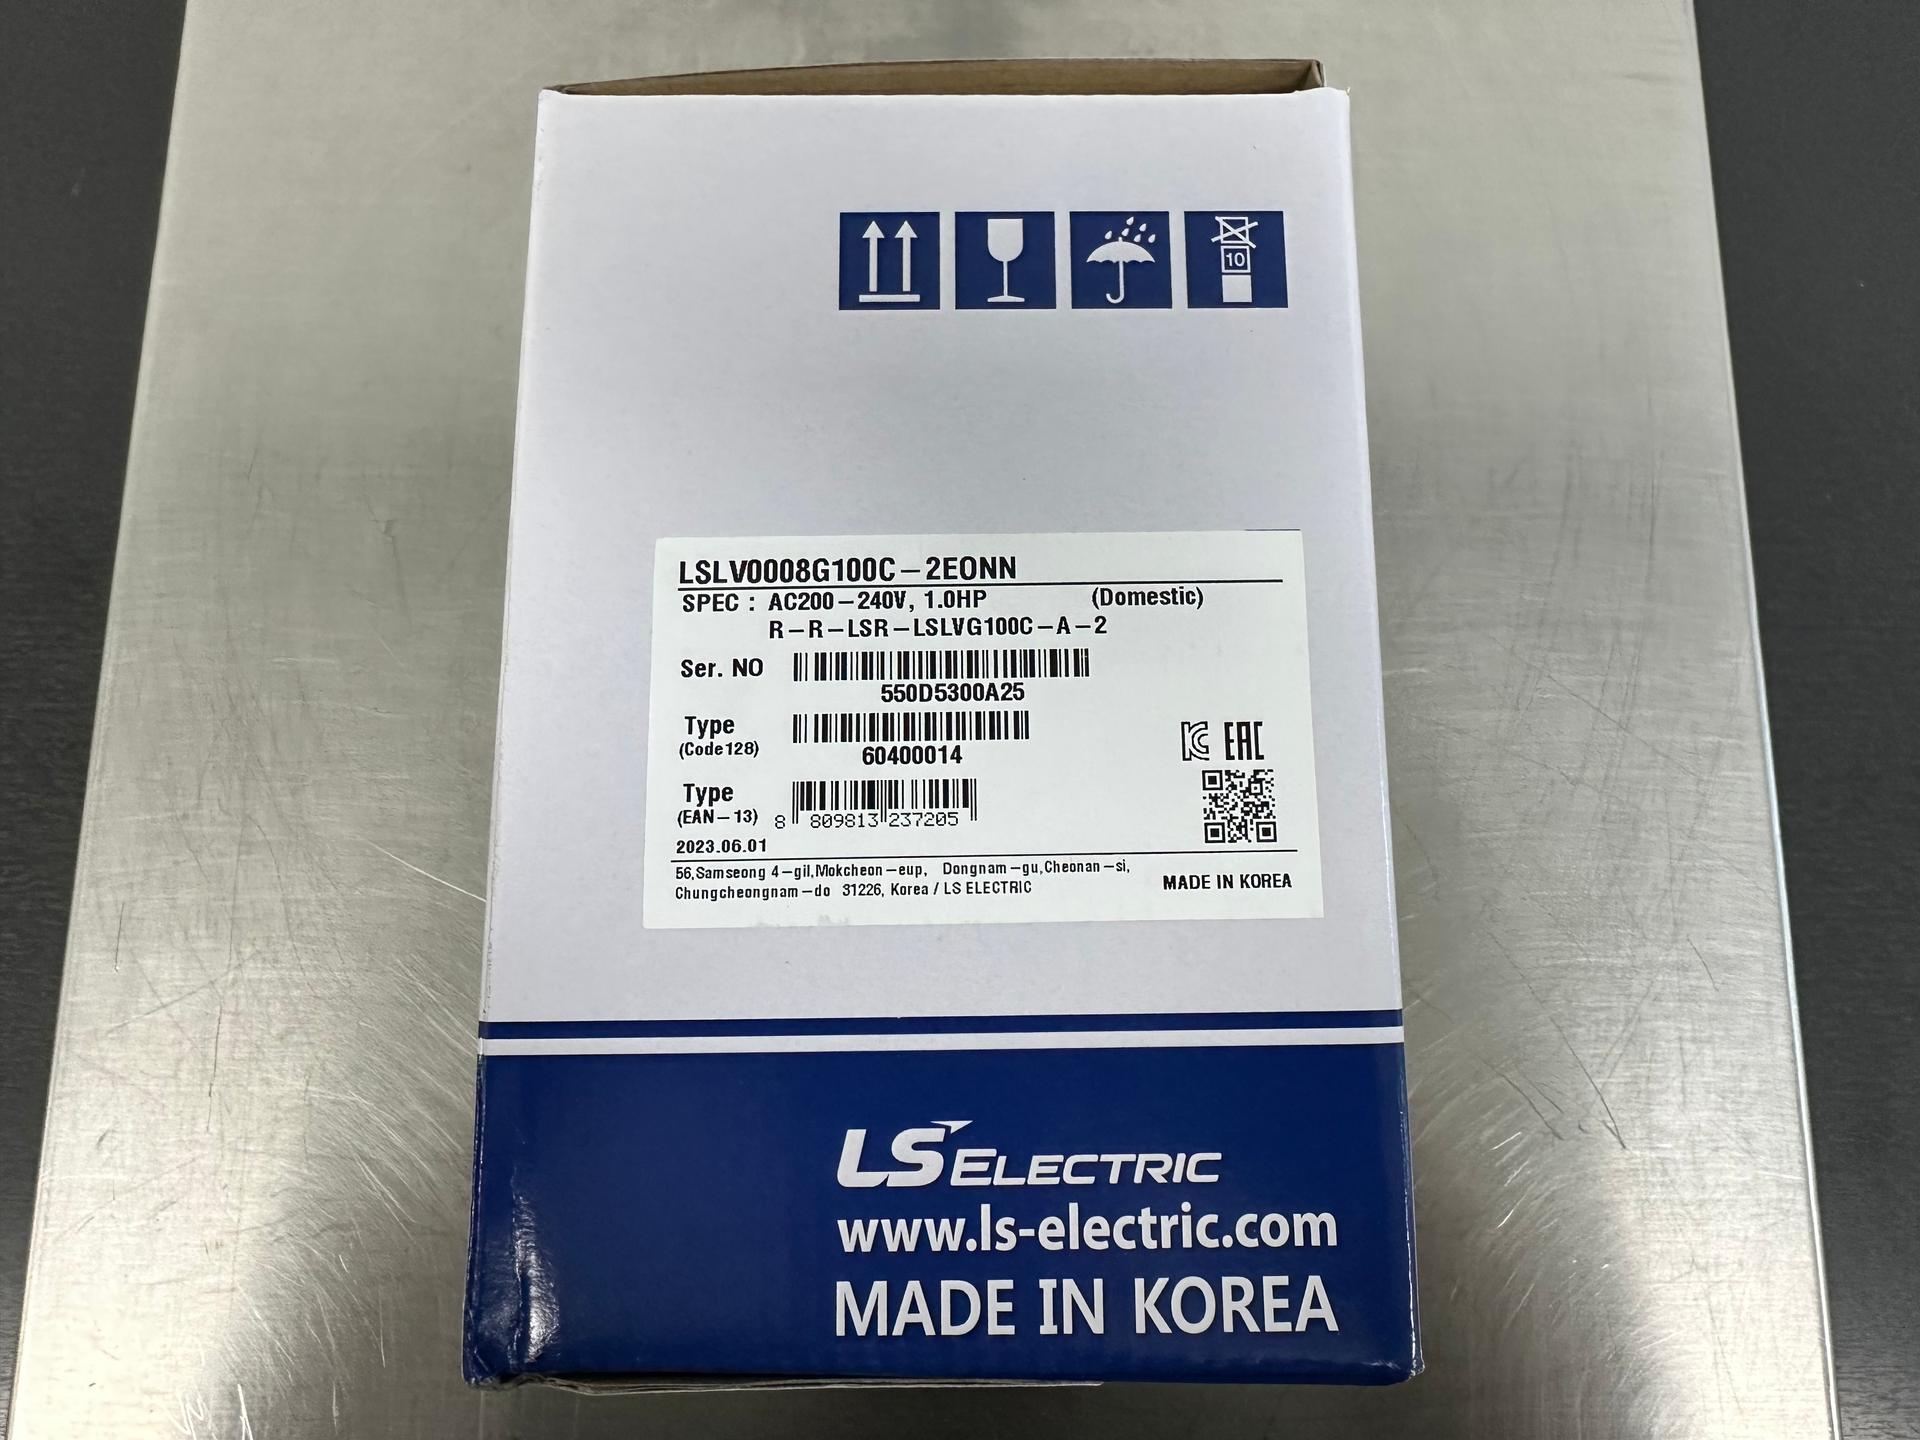 10
LSLV0008G100C-2EONN
SPEC : AC200-240V, 1.0HP (Domestic)
R-R-LSR-LSLVG100C-A-2
Ser. NO
550D5300A25
Type
(Code128)
60400014
EAC
Type
(EAN-13)
8 809813 237205
2023.06.01
56,Samseong 4-gil,Mokcheon-eup, Dongnam-gu,Cheonan-si,
Chungcheongnam-do 31226, Korea / LS ELECTRIC
MADE IN KOREA
LS ELECTRIC
www.ls-electric.com
MADE IN KOREA